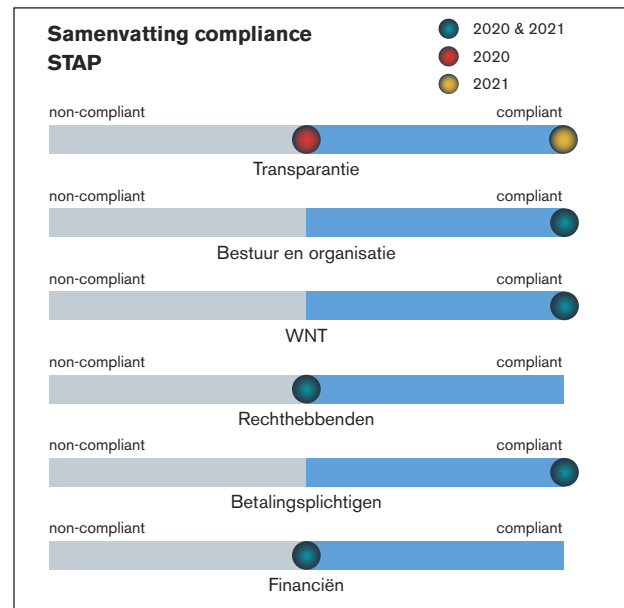 Samenvatting compliance
STAP
2020 & 2021
2020
2021
non-compliant compliant
Transparantie
non-compliant compliant
Bestuur en organisatie
non-compliant compliant
WNT
non-compliant compliant
Rechthebbenden
non-compliant compliant
Betalingsplichtigen
non-compliant compliant
Financiën